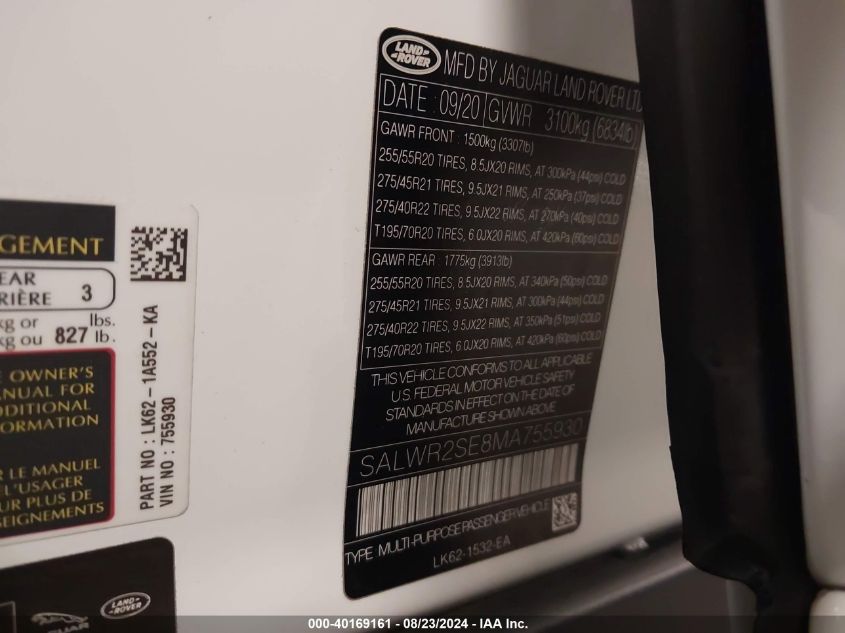 LAND ROVER
MFD BY JAGUAR LAND ROVER LTD
DATE : 09/20 GVWR 3100kg (6834lb)
GAWR FRONT : 1500kg (3307lb)
255/55R20 TIRES, 8.5JX20 RIMS, AT 300kPa (44psi) COLD
275/45R21 TIRES, 9.5JX21 RIMS, AT 250kPa (37psi) COLD
275/40R22 TIRES, 9.5JX22 RIMS, AT 270kPa (40psi) COLD
T195/70R20 TIRES, 6.0JX20 RIMS, AT 420kPa (60psi) COLD
GAWR REAR : 1775kg (3913lb)
255/55R20 TIRES, 8.5JX20 RIMS, AT 340kPa (50psi) COLD
275/45R21 TIRES, 9.5JX21 RIMS, AT 300kPa (44psi) COLD
275/40R22 TIRES, 9.5JX22 RIMS, AT 350kPa (51psi) COLD
T195/70R20 TIRES, 6.0JX20 RIMS, AT 420kPa (60psi) COLD
THIS VEHICLE CONFORMS TO ALL APPLICABLE
U.S. FEDERAL MOTOR VEHICLE SAFETY
STANDARDS IN EFFECT ON THE DATE OF
MANUFACTURE SHOWN ABOVE
SALWR2SE8MA755930
TYPE MULTI-PURPOSE PASSENGER VEHICLE
LK62-1532-EA
GEMENT
EAR
RIÈRE 3
kg or lbs.
kg ou 827 lb.
E OWNER'S
MANUAL FOR
DDITIONAL
ORMATION
R LE MANUEL
E L'USAGER
UR PLUS DE
SEIGNEMENTS
PART NO : LK62-1A552-KA
VIN NO : 755930
JAGUAR
LAND ROVER
000-40169161 - 08/23/2024 - IAA Inc.